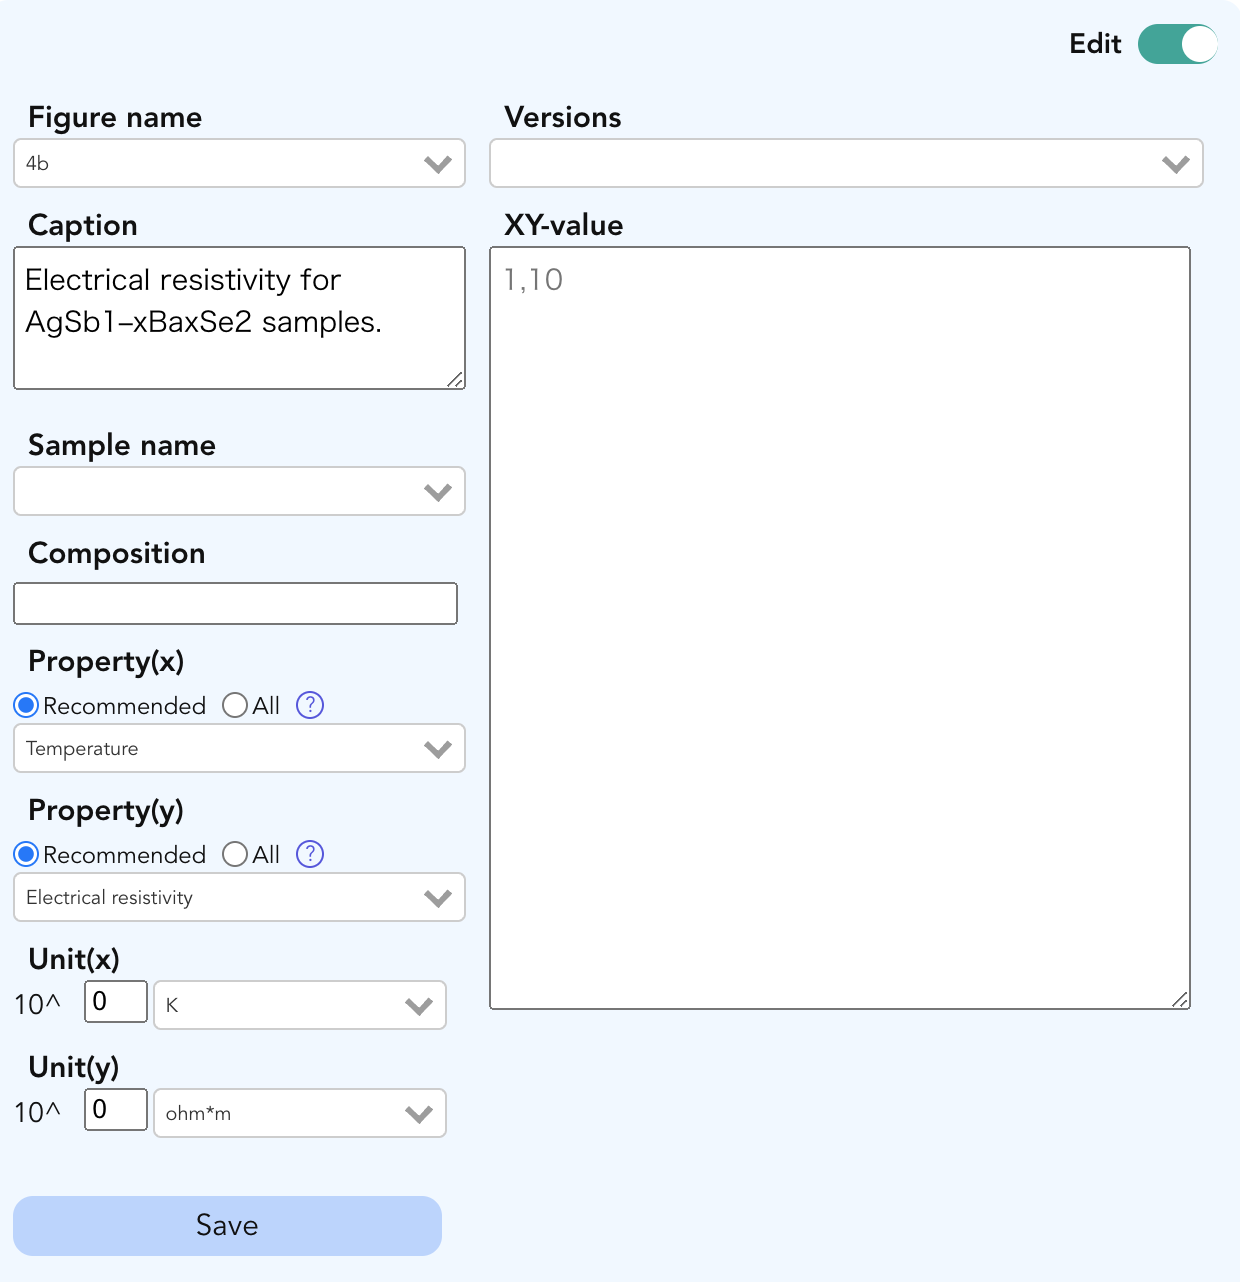 Edit
Figure name
4b
Versions
Caption
Electrical resistivity for
AgSb1–xBaxSe2 samples.
XY-value
1,10
Sample name
Composition
Property(x)
Recommended All ?
Temperature
Property(y)
Recommended All ?
Electrical resistivity
Unit(x)
10^ 0 K
Unit(y)
10^ 0 ohm*m
Save